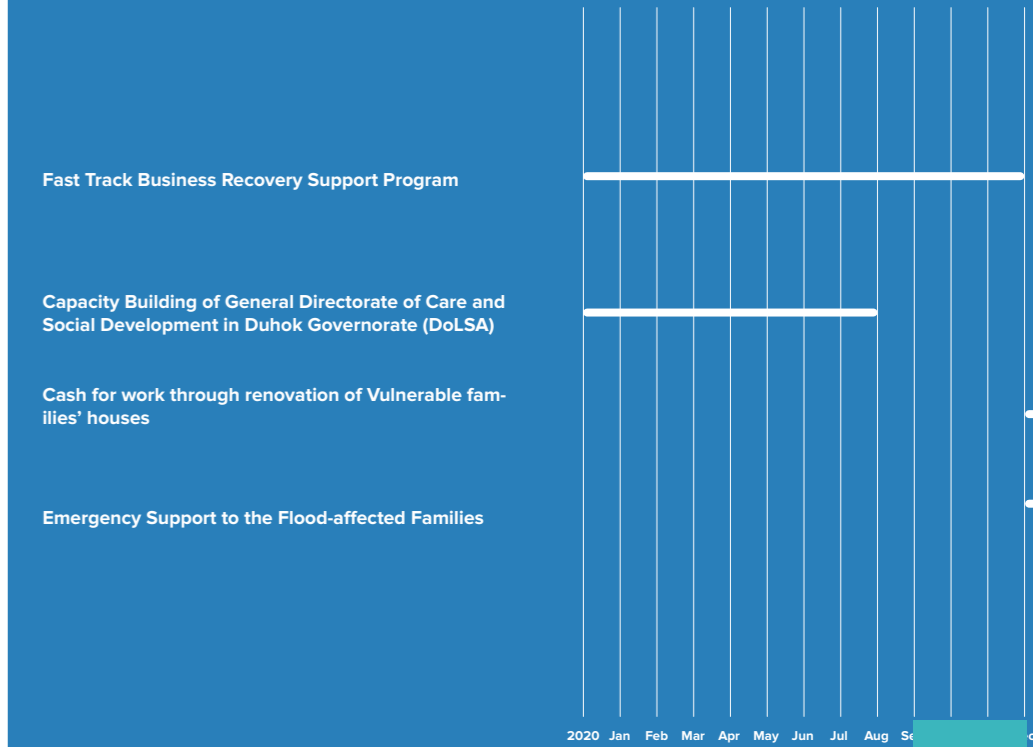 Fast Track Business Recovery Support Program
Capacity Building of General Directorate of Care and
Social Development in Duhok Governorate (DoLSA)
Cash for work through renovation of Vulnerable fam-
ilies’ houses
Emergency Support to the Flood-affected Families
2020 Jan Feb Mar Apr May Jun Jul Aug